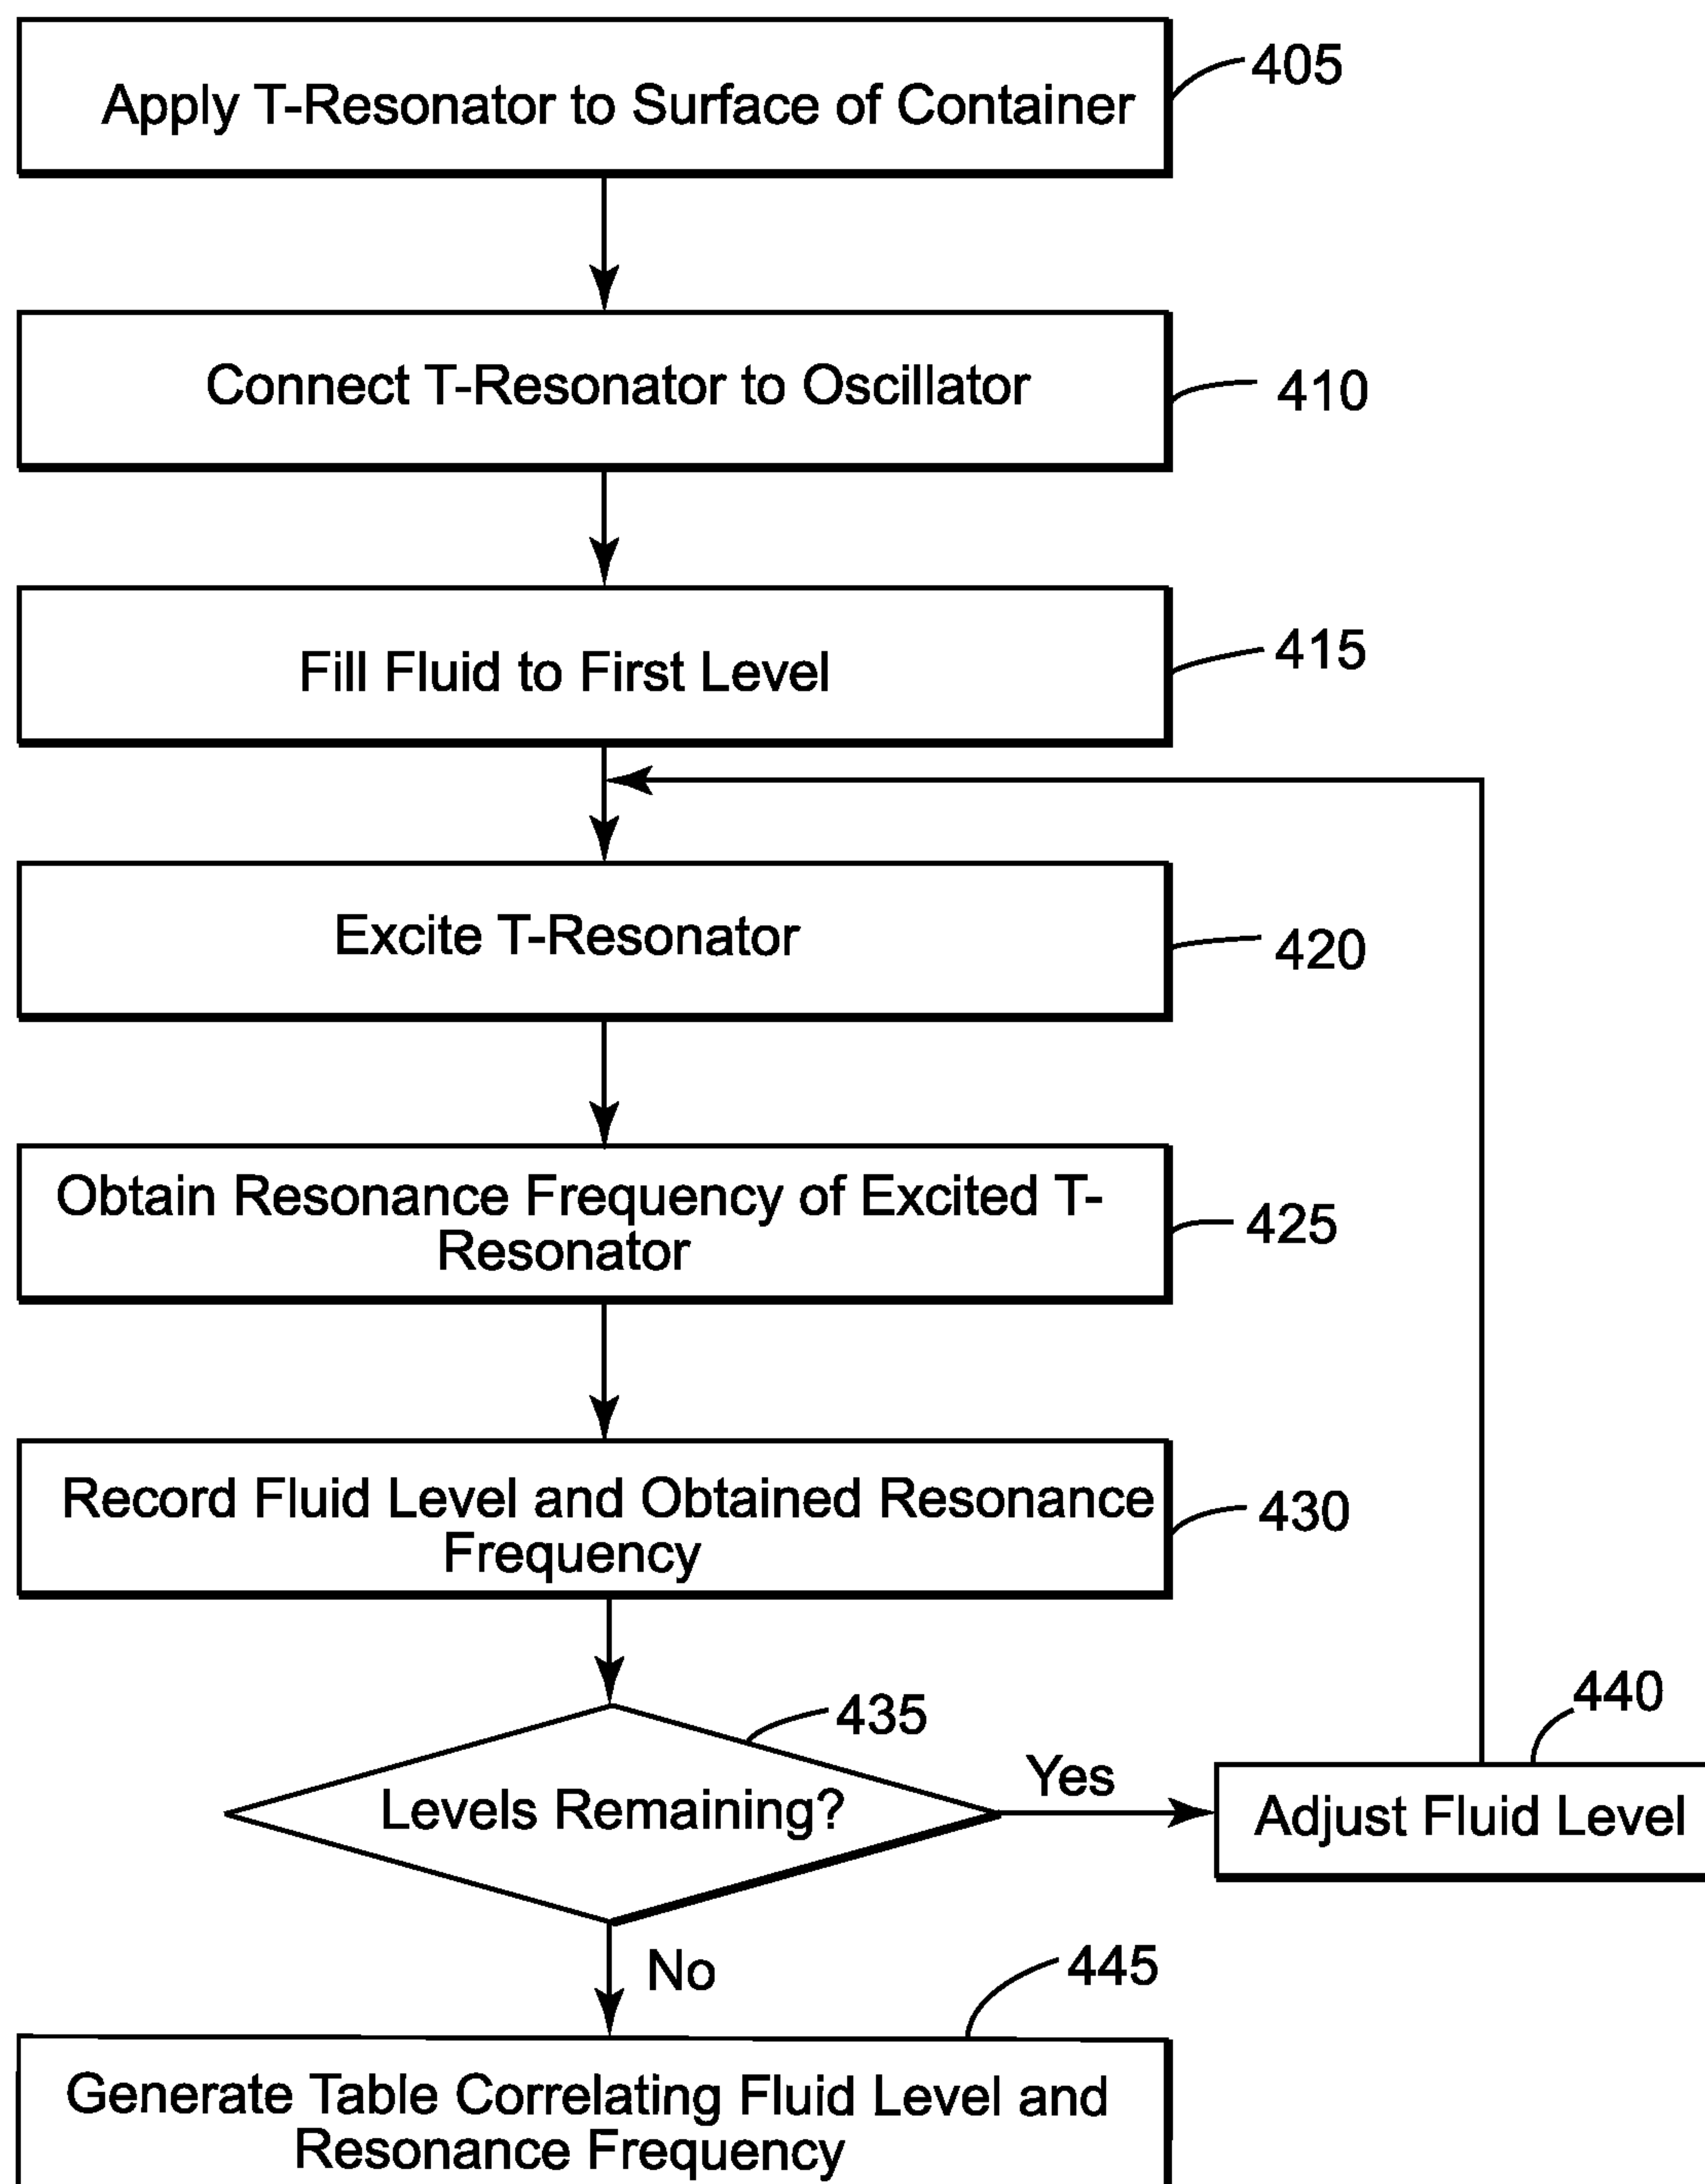 Apply T-Resonator to Surface of Container
405
Connect T-Resonator to Oscillator
410
Fill Fluid to First Level
415
Excite T-Resonator
420
Obtain Resonance Frequency of Excited T-
Resonator
425
Record Fluid Level and Obtained Resonance
Frequency
430
435
Levels Remaining?
Yes
440
Adjust Fluid Level
No
445
Generate Table Correlating Fluid Level and
Resonance Frequency